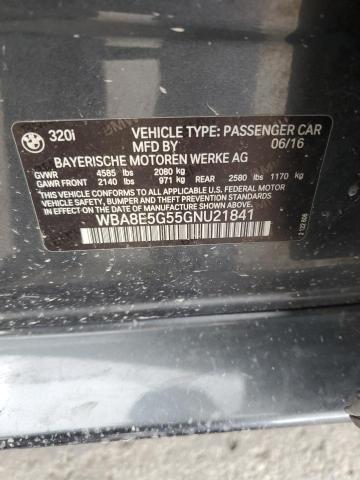 320i VEHICLE TYPE: PASSENGER CAR
MFD BY 06/16
BAYERISCHE MOTOREN WERKE AG
GVWR 4585 lbs 2080 kg
GAWR FRONT 2140 lbs 971 kg REAR 2580 lbs 1170 kg
THIS VEHICLE CONFORMS TO ALL APPLICABLE U.S. FEDERAL MOTOR
VEHICLE SAFETY, BUMPER AND THEFT PREVENTION STANDARDS
IN EFFECT ON THE DATE OF MANUFACTURE SHOWN ABOVE.
WBA8E5G55GNU21841